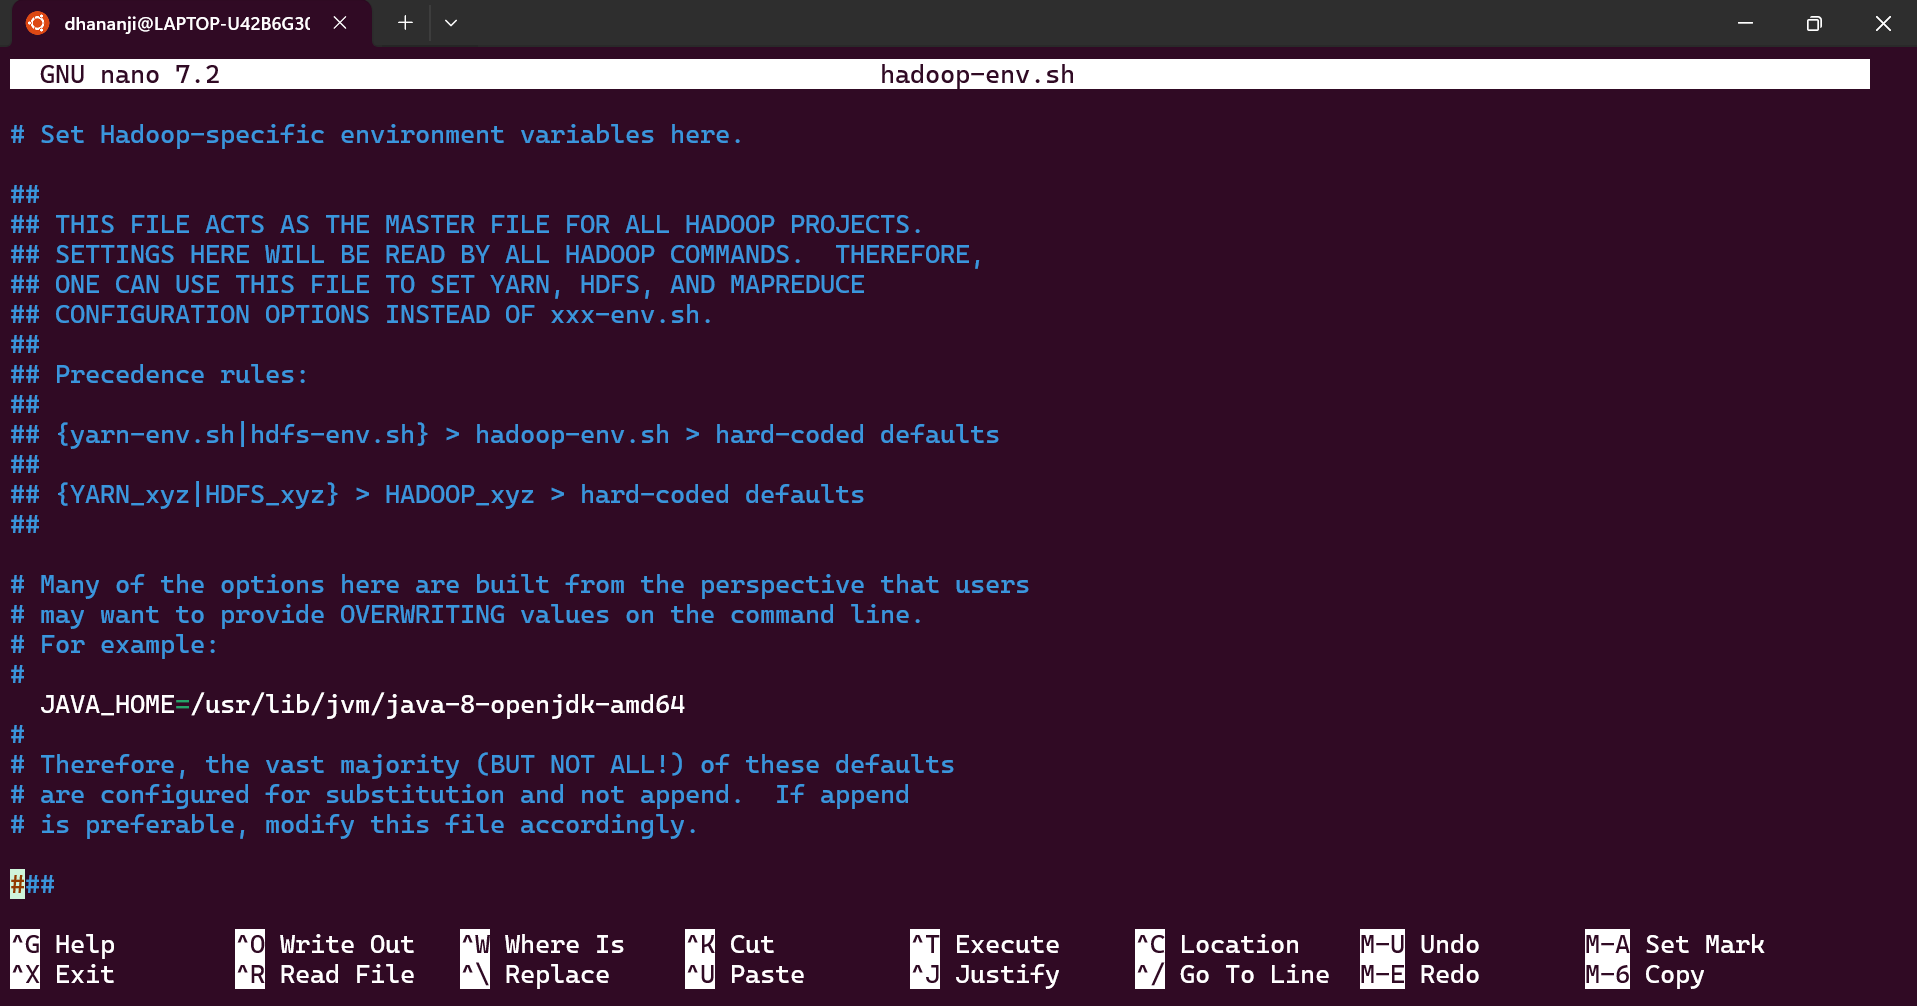 dhananji@LAPTOP-U42B6G30
GNU nano 7.2 hadoop-env.sh
# Set Hadoop-specific environment variables here.
##
## THIS FILE ACTS AS THE MASTER FILE FOR ALL HADOOP PROJECTS.
## SETTINGS HERE WILL BE READ BY ALL HADOOP COMMANDS.  THEREFORE,
## ONE CAN USE THIS FILE TO SET YARN, HDFS, AND MAPREDUCE
## CONFIGURATION OPTIONS INSTEAD OF xxx-env.sh.
##
## Precedence rules:
##
## {yarn-env.sh|hdfs-env.sh} > hadoop-env.sh > hard-coded defaults
##
## {YARN_xyz|HDFS_xyz} > HADOOP_xyz > hard-coded defaults
##
# Many of the options here are built from the perspective that users
# may want to provide OVERWRITING values on the command line.
# For example:
#
JAVA_HOME=/usr/lib/jvm/java-8-openjdk-amd64
#
# Therefore, the vast majority (BUT NOT ALL!) of these defaults
# are configured for substitution and not append.  If append
# is preferable, modify this file accordingly.
###
^G Help ^O Write Out ^W Where Is ^K Cut ^T Execute ^C Location M-U Undo M-A Set Mark
^X Exit ^R Read File ^\ Replace ^U Paste ^J Justify ^/ Go To Line M-E Redo M-6 Copy